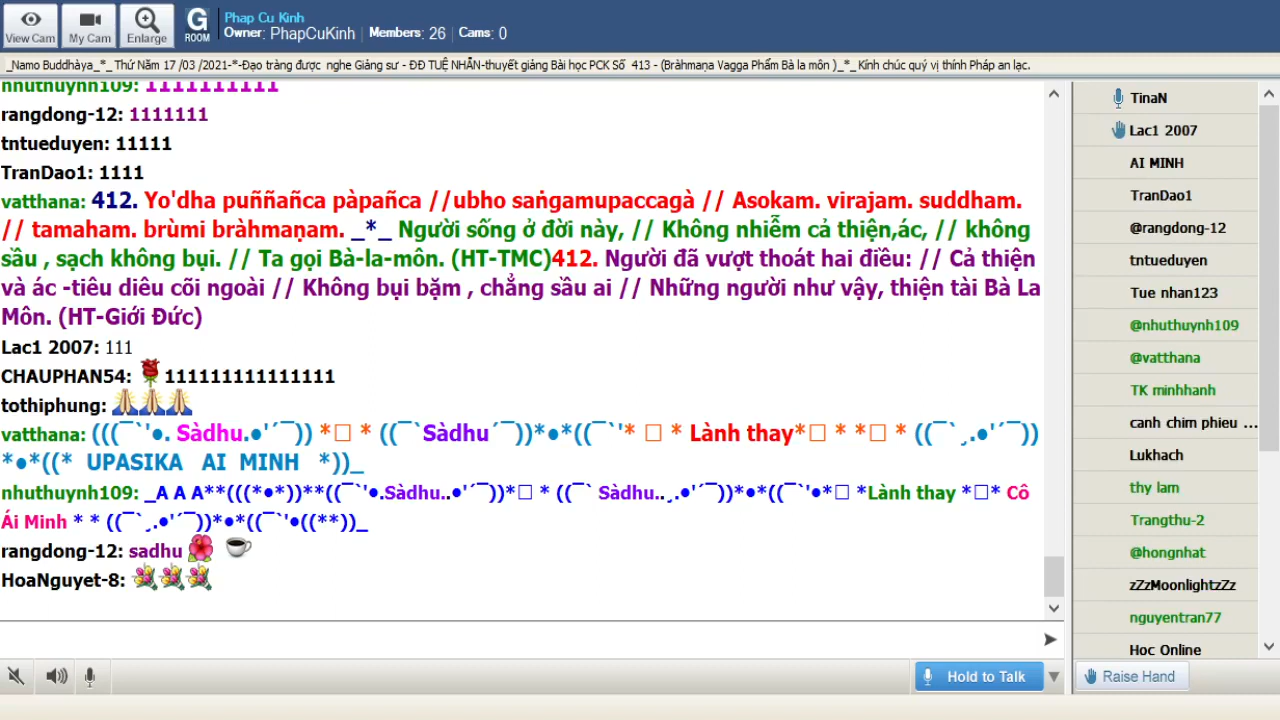 View Cam
My Cam
Enlarge
G
ROOM
Phap Cu Kinh
Owner: PhapCuKinh Members: 26 Cams: 0
_Namo Buddhàya_*_ Thứ Năm 17 /03 /2021-*-Đạo tràng được nghe Giảng sư - ĐĐ TUỆ NHẪN-thuyết giảng Bài học PCK Số 413 - (Bràhmaṇa Vagga Phẩm Bà la môn )_*_Kính chúc quý vị thính Pháp an lạc.
nhuthuynh109: 1111111111
rangdong-12: 1111111
tntueduyen: 11111
TranDao1: 1111
vatthana: 412. Yo'dha puññañca pàpañca //ubho saṅgamupaccagà // Asokam. virajam. suddham.
// tamaham. brùmi bràhmaṇam. _*_ Người sống ở đời này, // Không nhiễm cả thiện,ác, // không
sầu , sạch không bụi. // Ta gọi Bà-la-môn. (HT-TMC)412. Người đã vượt thoát hai điều: // Cả thiện
và ác -tiêu diêu cõi ngoài // Không bụi bặm , chẳng sầu ai // Những người như vậy, thiện tài Bà La
Môn. (HT-Giới Đức)
Lac1 2007: 111
CHAUPHAN54: 111111111111111
tothiphung:
vatthana: (((¯`'●. Sàdhu.●'´¯)) *□ * ((¯`Sàdhu´¯))*●*((¯`'* □ * Lành thay*□ * *□ * ((¯`¸.●'´¯))
*●*((* UPASIKA AI MINH *))_
nhuthuynh109: _A A A**(((*●*))**((¯`'●.Sàdhu..●'´¯))*□ * ((¯` Sàdhu..¸.●'´¯))*●*((¯`'●*□ *Lành thay *□* Cô
Ái Minh * * ((¯`¸.●'´¯))*●*((¯`'●((**))_
rangdong-12: sadhu
HoaNguyet-8:
Hold to Talk
TinaN
Lac1 2007
AI MINH
TranDao1
@rangdong-12
tntueduyen
Tue nhan123
@nhuthuynh109
@vatthana
TK minhhanh
canh chim phieu ...
Lukhach
thy lam
Trangthu-2
@hongnhat
zZzMoonlightzZz
nguyentran77
Hoc Online
Raise Hand